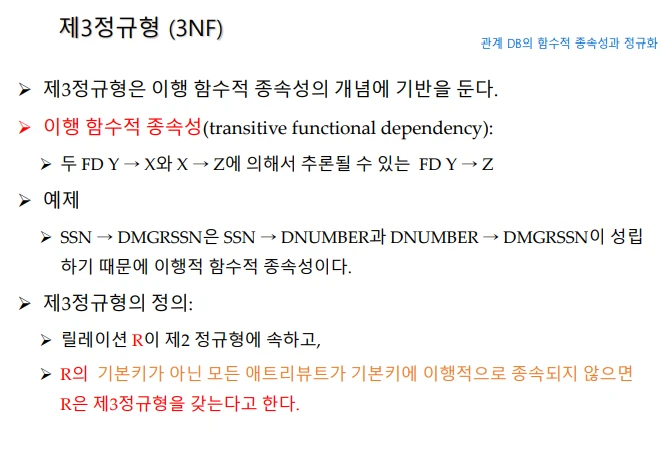 제3정규형 (3NF)
관계 DB의 함수적 종속성과 정규화
➢ 제3정규형은 이행 함수적 종속성의 개념에 기반을 둔다.
➢ 이행 함수적 종속성(transitive functional dependency):
➢ 두 FD Y → X와 X → Z에 의해서 추론될 수 있는 FD Y → Z
➢ 예제
➢ SSN → DMGRSSN은 SSN → DNUMBER과 DNUMBER → DMGRSSN이 성립
하기 때문에 이행적 함수적 종속성이다.
➢ 제3정규형의 정의:
➢ 릴레이션 R이 제2 정규형에 속하고,
➢ R의 기본키가 아닌 모든 애트리뷰트가 기본키에 이행적으로 종속되지 않으면
R은 제3정규형을 갖는다고 한다.